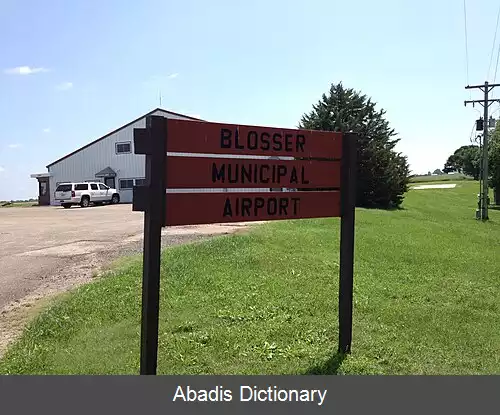 BLOSSER
MUNICIPAL
AIRPORT
Abadis Dictionary